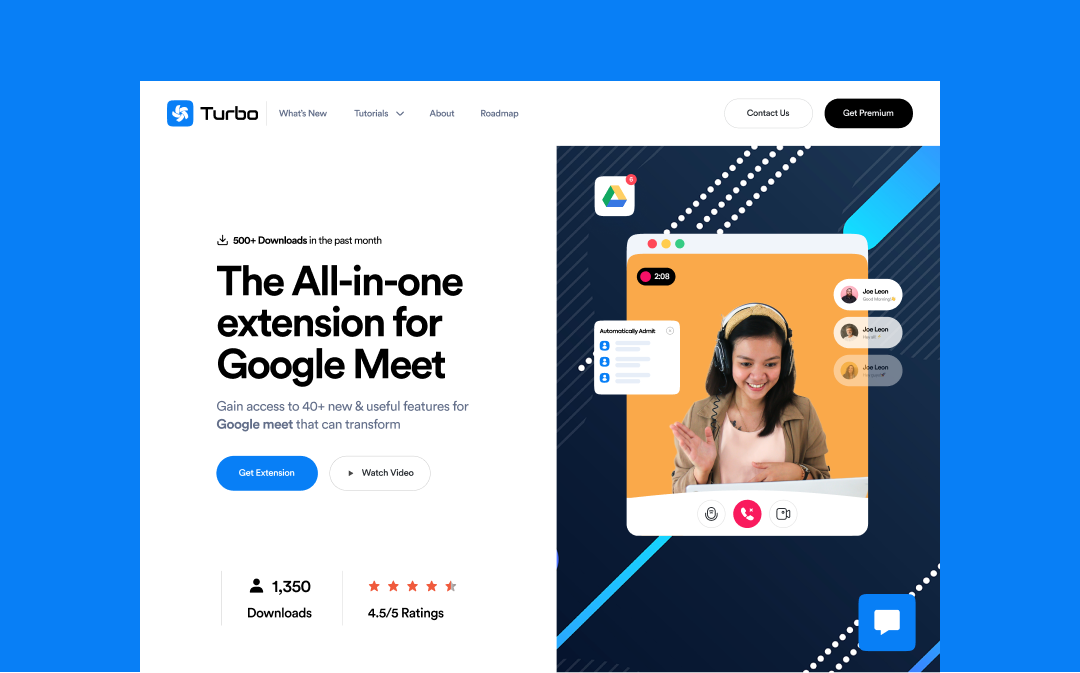 Turbo
What's New
Tutorials
About
Roadmap
Contact Us
Get Premium
500+ Downloads in the past month
The All-in-one
extension for
Google Meet
Gain access to 40+ new & useful features for
Google meet that can transform
Get Extension
Watch Video
1,350
Downloads
4.5/5 Ratings
6
2:08
Automatically Admit
Joe Leon
Good Morning!
Joe Leon
Joe Leon